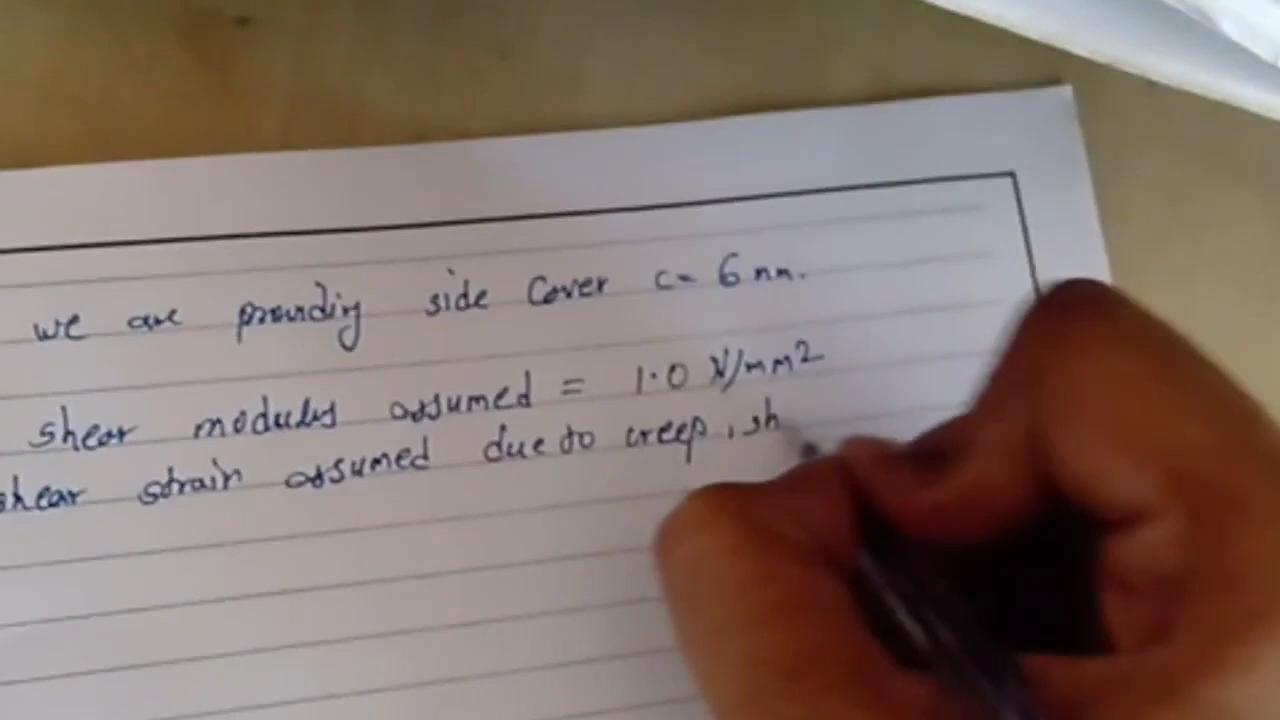 we are providing side cover c= 6 mm.
shear modulus assumed = 1.0 N/mm²
shear strain assumed due to creep, sh